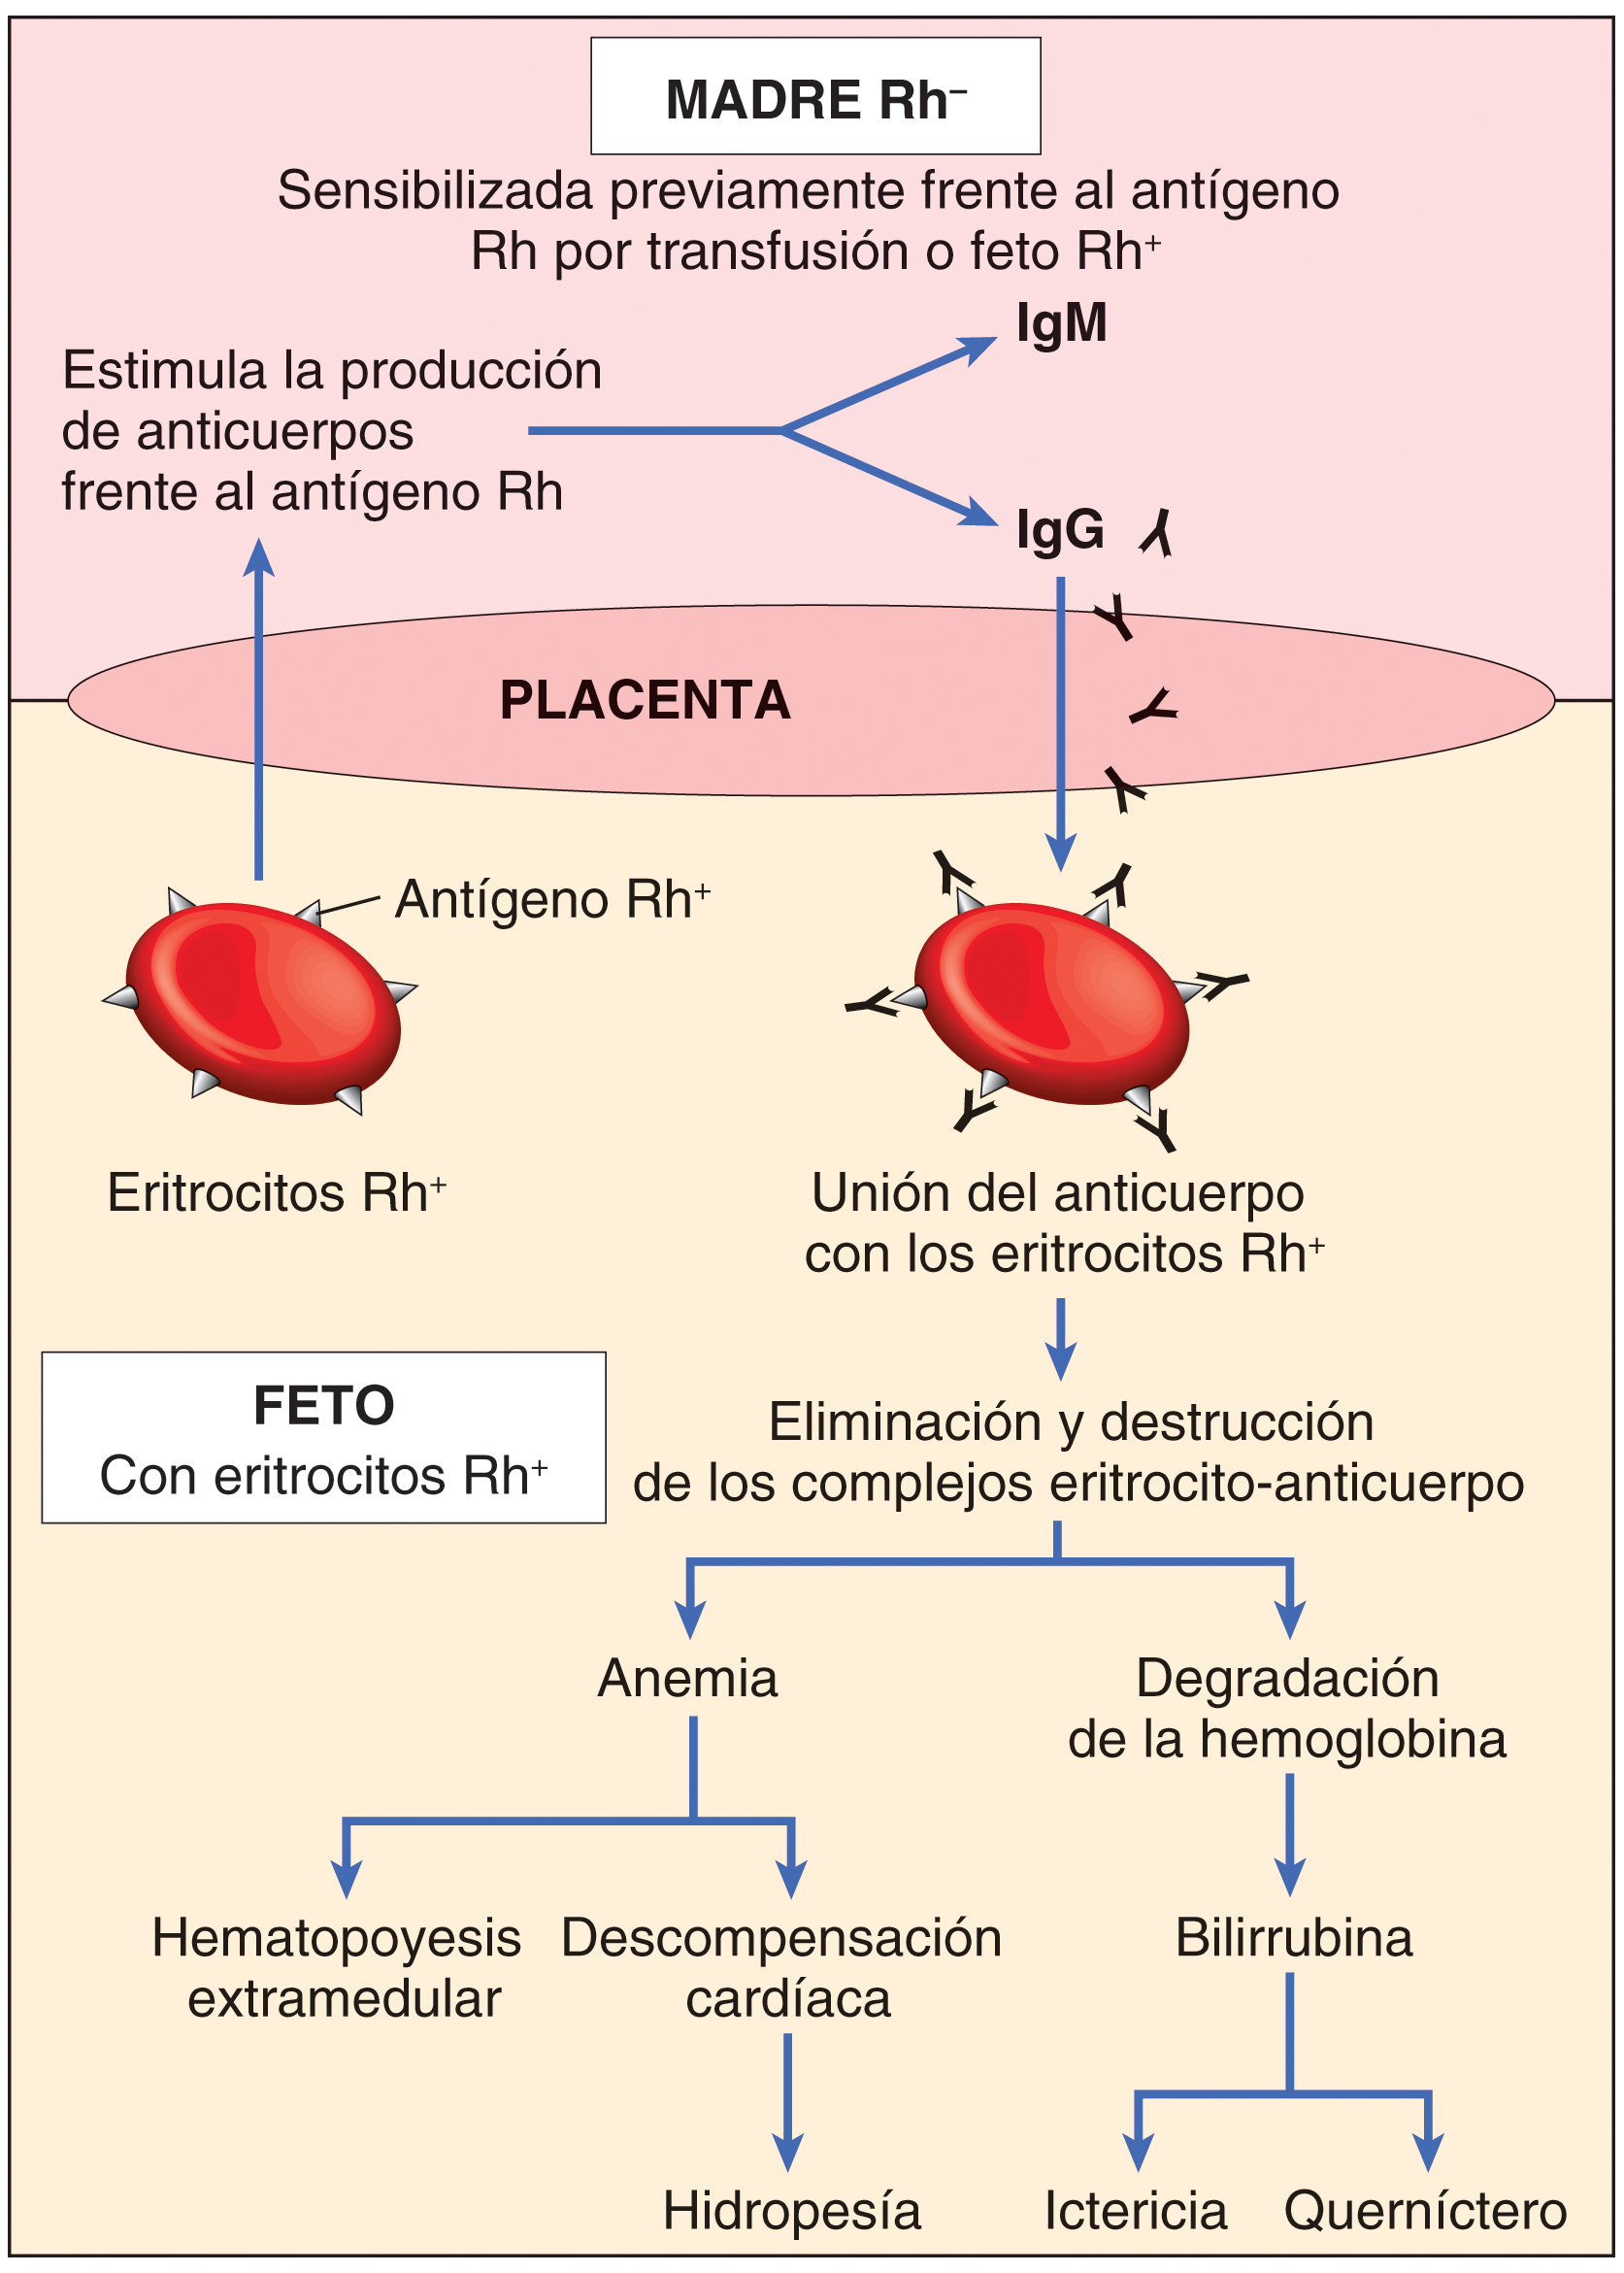 MADRE Rh⁻
Sensibilizada previamente frente al antígeno
Rh por transfusión o feto Rh⁺
IgM
Estimula la producción
de anticuerpos
frente al antígeno Rh
IgG
PLACENTA
Antígeno Rh⁺
Eritrocitos Rh⁺
Unión del anticuerpo
con los eritrocitos Rh⁺
FETO
Con eritrocitos Rh⁺
Eliminación y destrucción
de los complejos eritrocito-anticuerpo
Anemia
Degradación
de la hemoglobina
Hematopoyesis
extramedular
Descompensación
cardíaca
Bilirrubina
Hidropesía
Ictericia
Querníctero